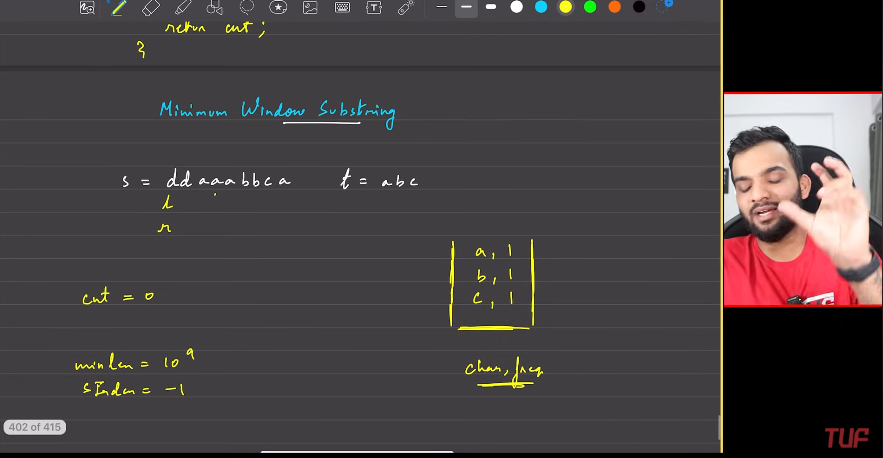 return cnt ;
}
Minimum Window Substring
s = ddaaabbca t = abc
l
r
a, 1
b, 1
c, 1
cnt = 0
minLen = 10^9
sIndex = -1
char, freq
402 of 415
TUF
T